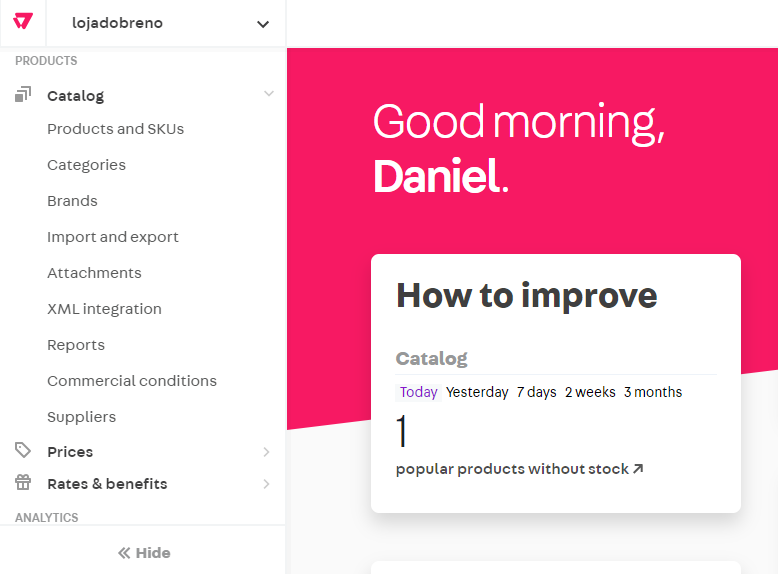 lojadobreno
PRODUCTS
Catalog
Products and SKUs
Categories
Brands
Import and export
Attachments
XML integration
Reports
Commercial conditions
Suppliers
Prices
Rates & benefits
ANALYTICS
Hide
Good morning,
Daniel.
How to improve
Catalog
Today Yesterday 7 days 2 weeks 3 months
1
popular products without stock